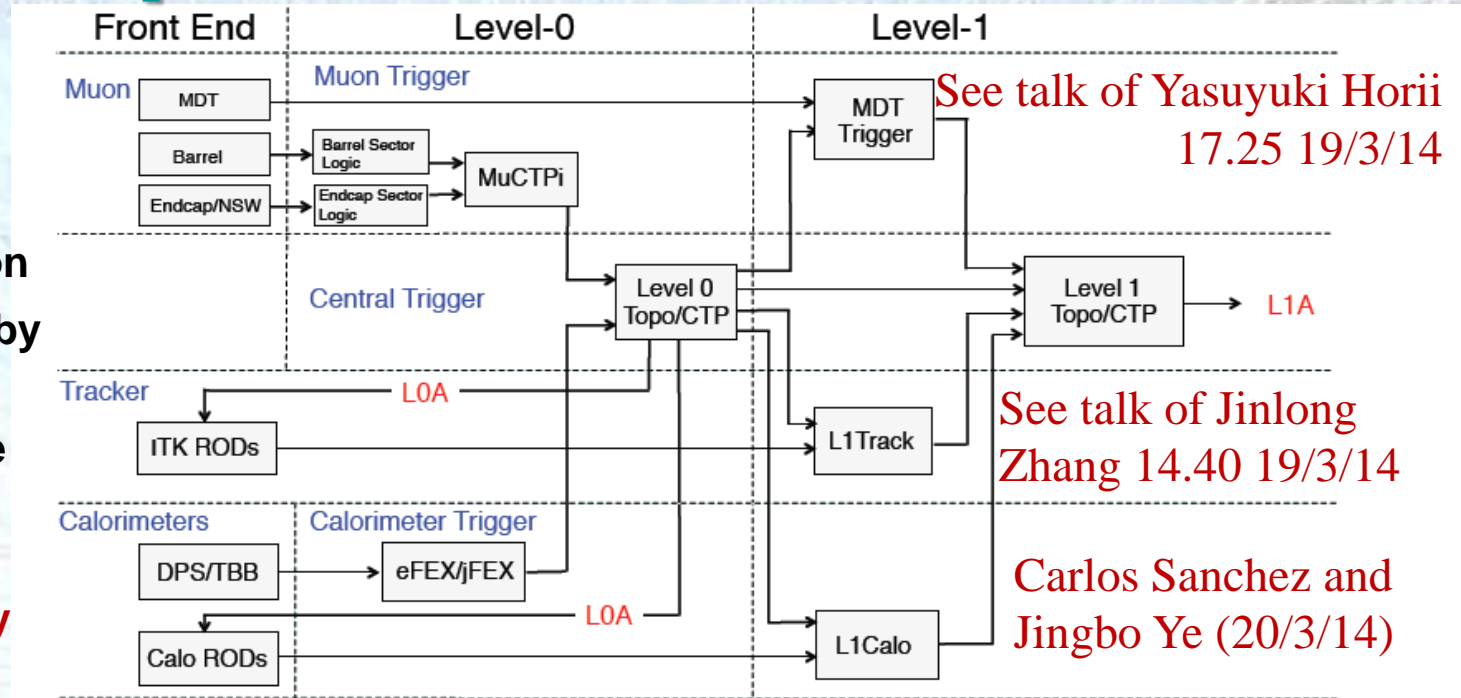 Front End
Level-0
Level-1
Muon
Muon Trigger
MDT
MDT
Trigger
See talk of Yasuyuki Horii
17.25 19/3/14
Barrel
Barrel Sector
Logic
MuCTPi
Endcap/NSW
Endcap Sector
Logic
on
by
Central Trigger
Level 0
Topo/CTP
Level 1
Topo/CTP
L1A
Tracker
L0A
ITK RODs
L1Track
See talk of Jinlong
Zhang 14.40 19/3/14
e
Calorimeters
Calorimeter Trigger
DPS/TBB
eFEX/jFEX
L0A
y
Calo RODs
L1Calo
Carlos Sanchez and
Jingbo Ye (20/3/14)